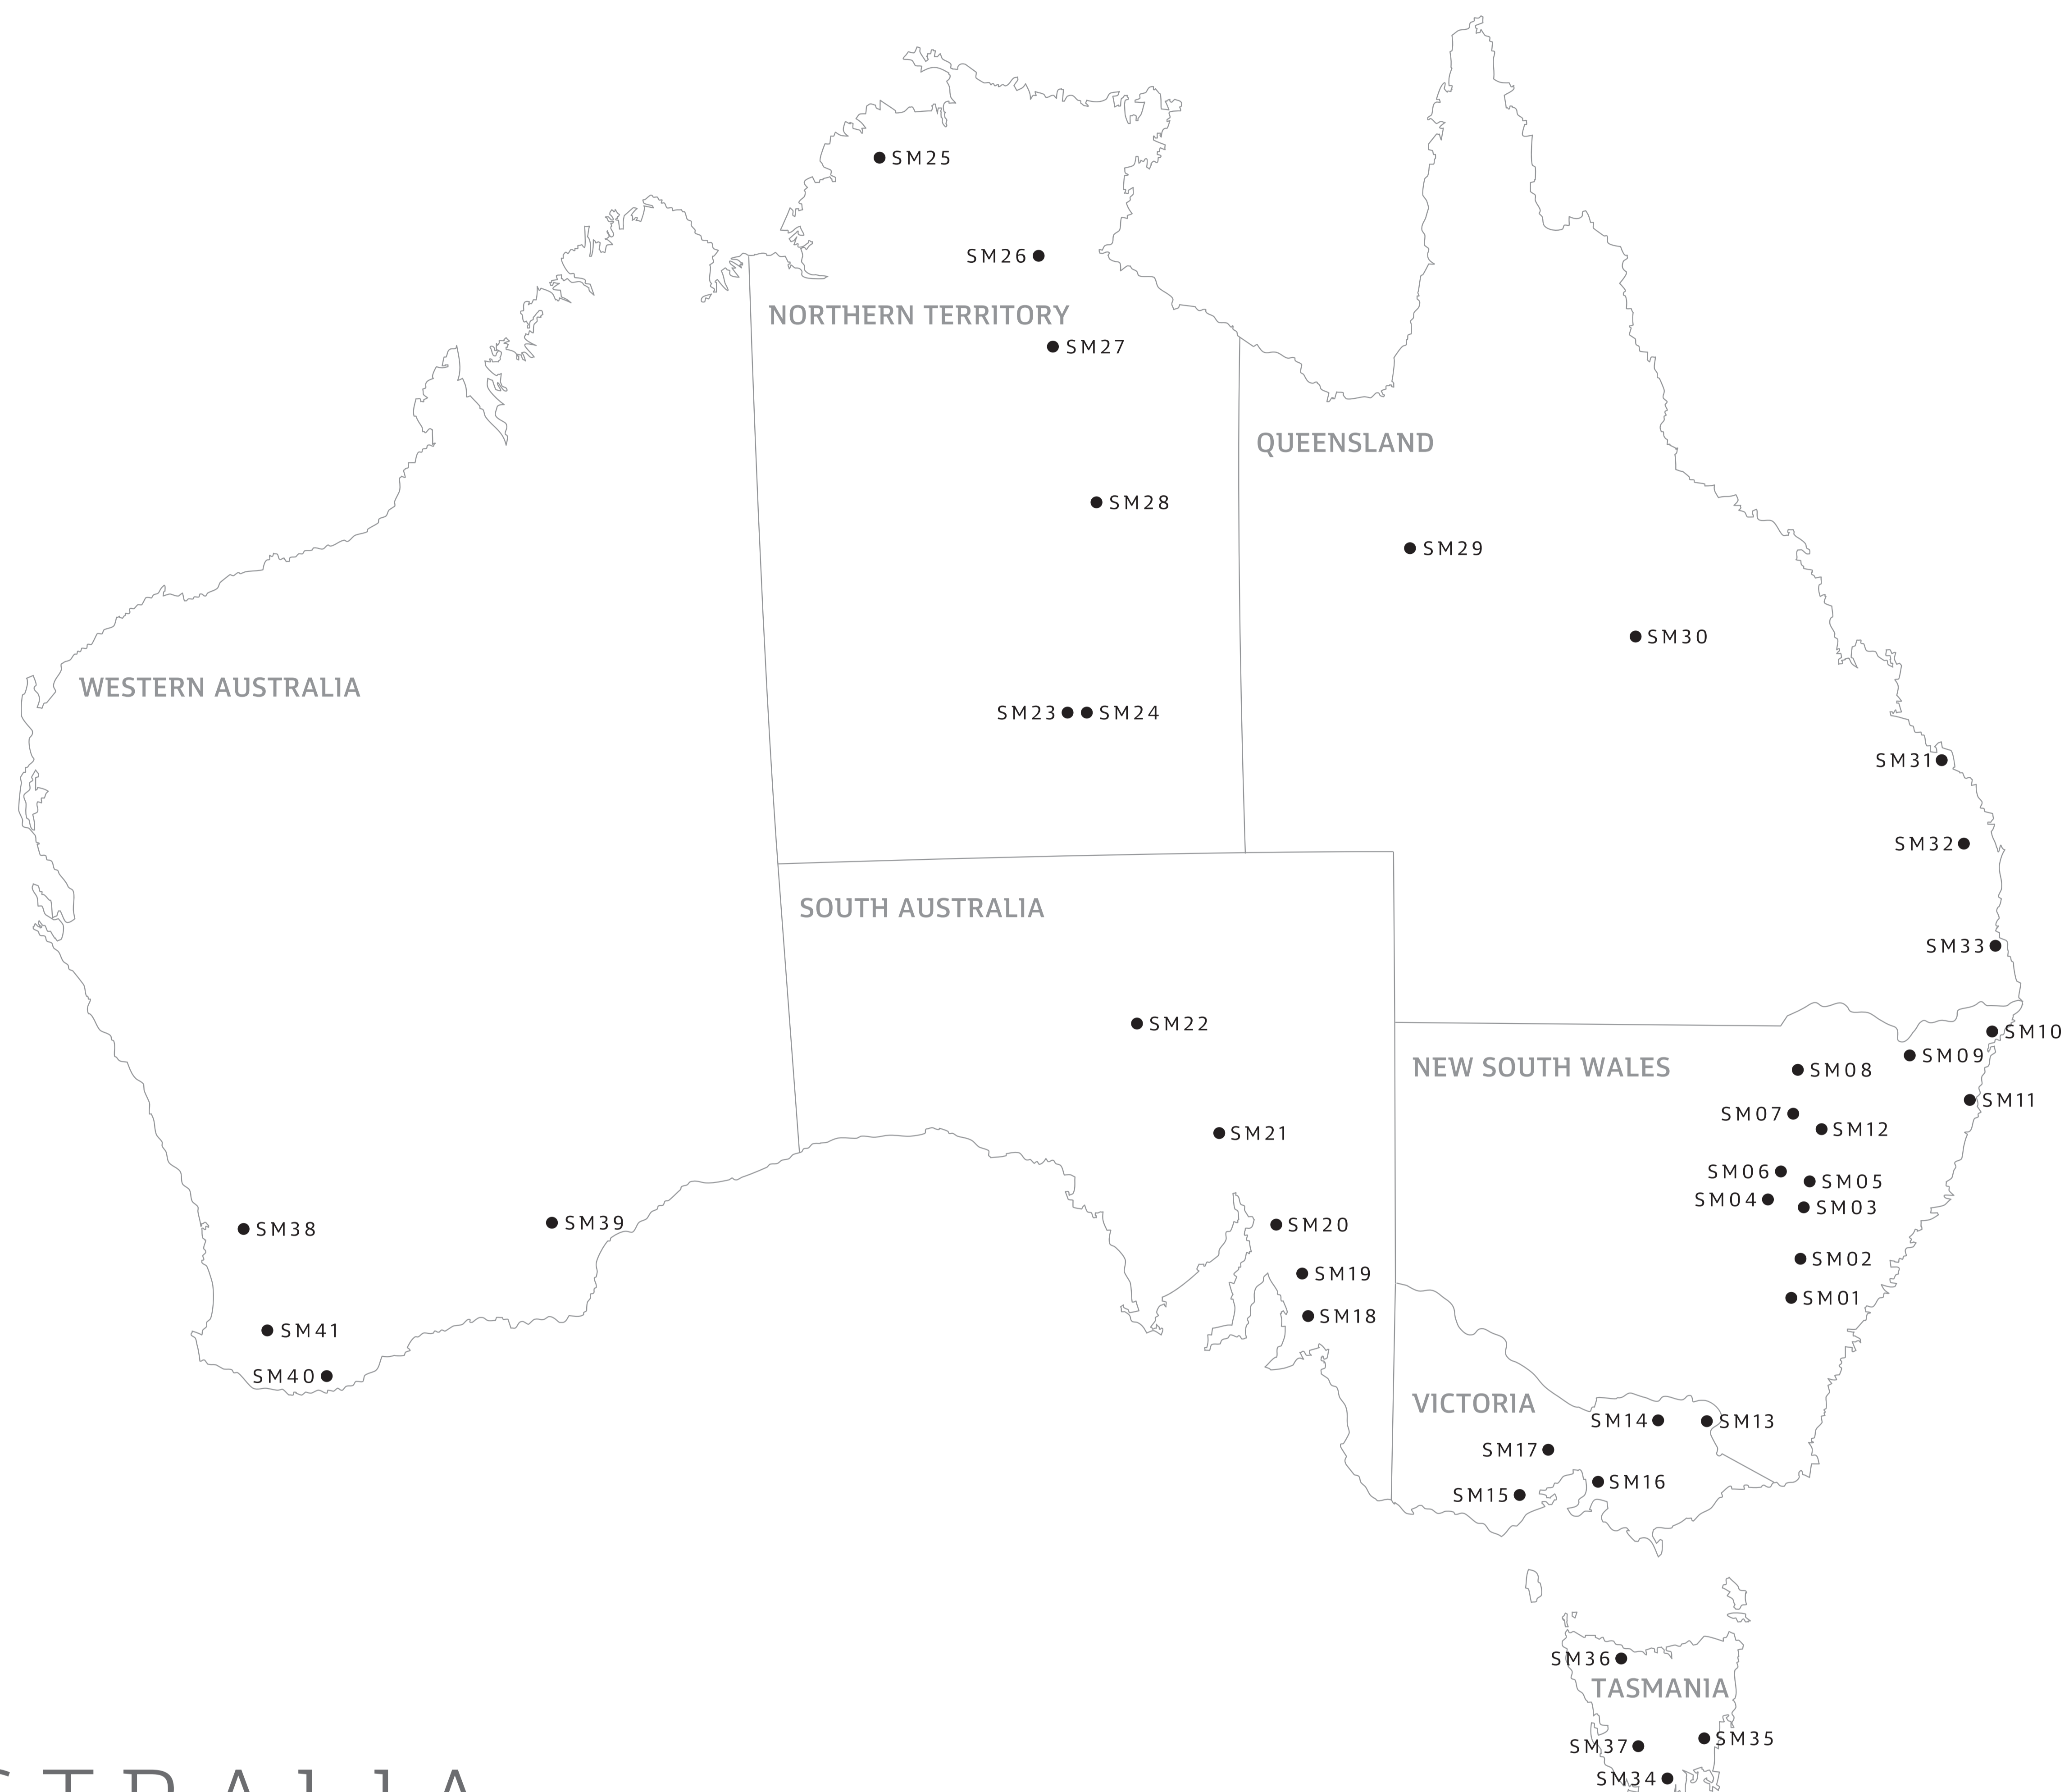 SM25
SM26
NORTHERN TERRITORY
SM27
QUEENSLAND
SM28
SM29
SM30
WESTERN AUSTRALIA
SM23 SM24
SM31
SM32
SOUTH AUSTRALIA
SM33
SM22
SM10
SM09
NEW SOUTH WALES
SM08
SM11
SM07
SM12
SM21
SM06
SM05
SM04
SM03
SM39
SM20
SM38
SM02
SM19
SM01
SM18
SM41
SM40
VICTORIA
SM14
SM13
SM17
SM16
SM15
SM36
TASMANIA
SM35
SM37
SM34
STRALIA